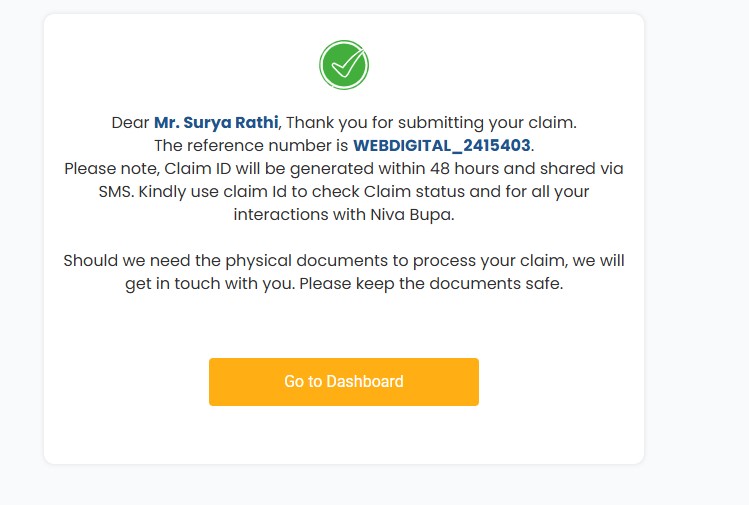 Dear Mr. Surya Rathi, Thank you for submitting your claim.
The reference number is WEBDIGITAL_2415403.
Please note, Claim ID will be generated within 48 hours and shared via
SMS. Kindly use claim Id to check Claim status and for all your
interactions with Niva Bupa.
Should we need the physical documents to process your claim, we will
get in touch with you. Please keep the documents safe.
Go to Dashboard